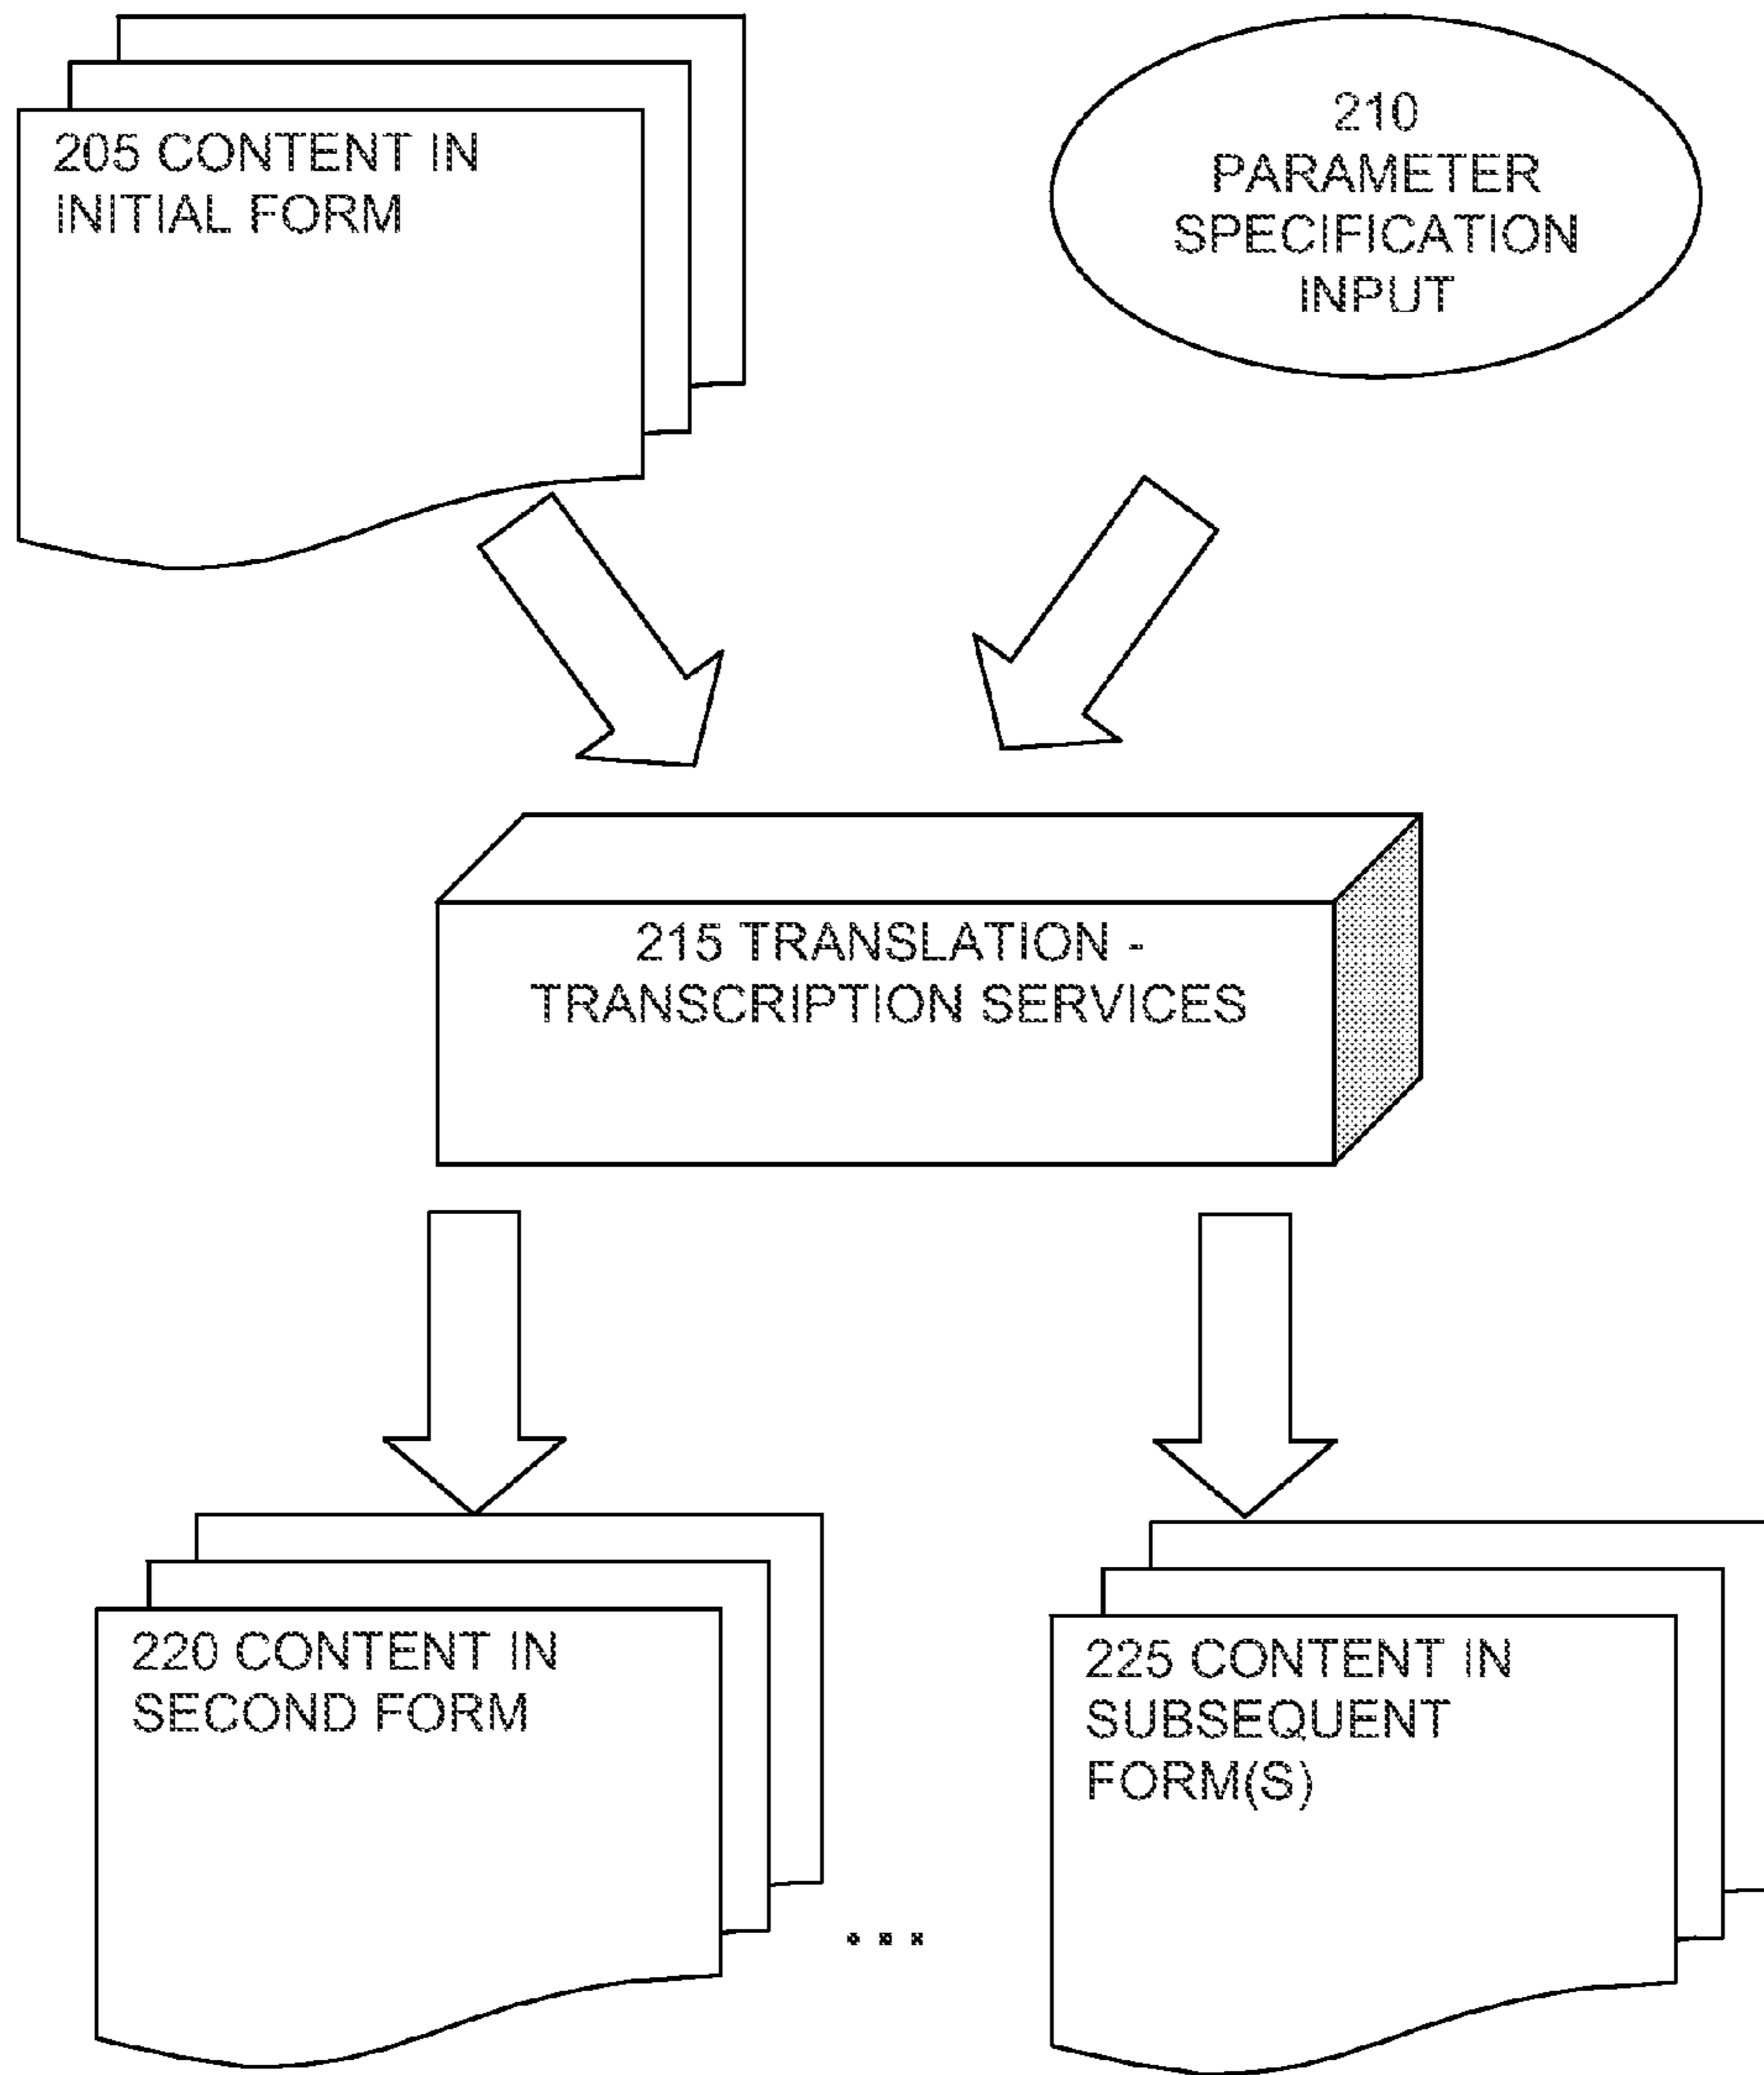 205 CONTENT IN
INITIAL FORM
210
PARAMETER
SPECIFICATION
INPUT
215 TRANSLATION -
TRANSCRIPTION SERVICES
220 CONTENT IN
SECOND FORM
...
225 CONTENT IN
SUBSEQUENT
FORM(S)